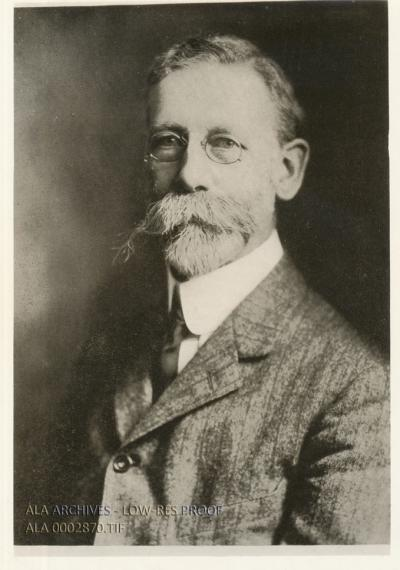 ALA ARCHIVES - LOW-RES PROOF
ALA 0002870.TIF